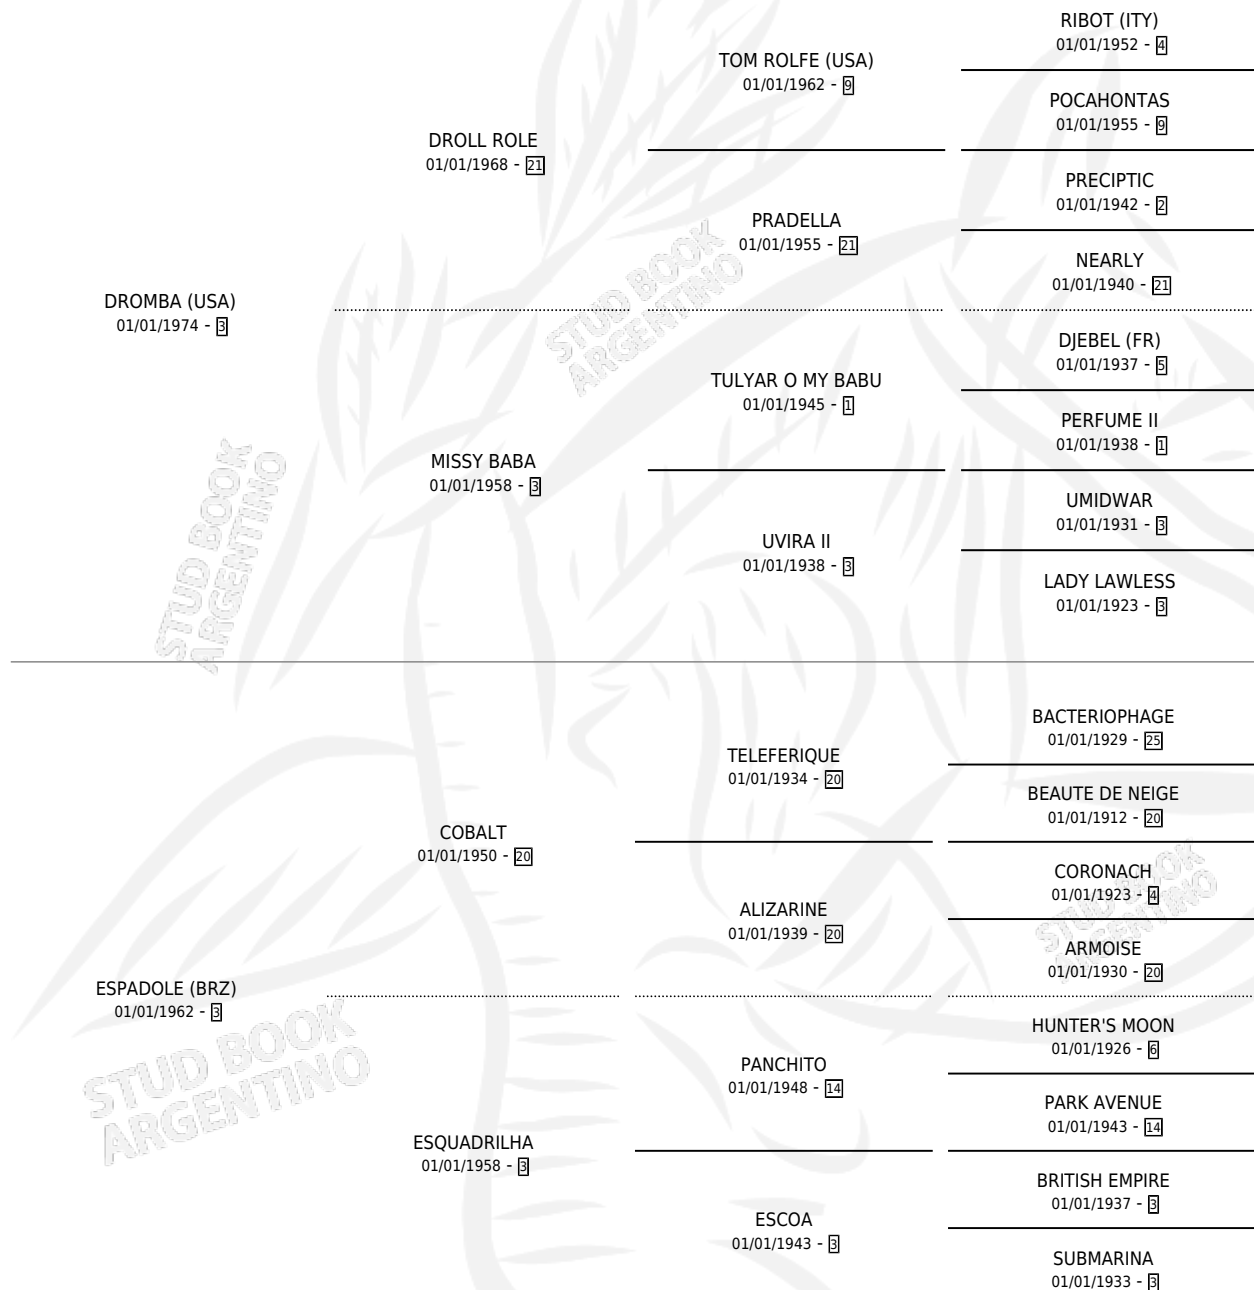 RIBOT (ITY)
01/01/1952 - 4
TOM ROLFE (USA)
01/01/1962 - 9
POCAHONTAS
01/01/1955 - 9
DROLL ROLE
01/01/1968 - 21
PRECIPTIC
01/01/1942 - 2
PRADELLA
01/01/1955 - 21
NEARLY
01/01/1940 - 21
DROMBA (USA)
01/01/1974 - 3
DJEBEL (FR)
01/01/1937 - 5
TULYAR O MY BABU
01/01/1945 - 1
PERFUME II
01/01/1938 - 1
MISSY BABA
01/01/1958 - 3
UMIDWAR
01/01/1931 - 3
UVIRA II
01/01/1938 - 3
LADY LAWLESS
01/01/1923 - 3
BACTERIOPHAGE
01/01/1929 - 25
TELEFERIQUE
01/01/1934 - 20
BEAUTE DE NEIGE
01/01/1912 - 20
COBALT
01/01/1950 - 20
CORONACH
01/01/1923 - 4
ALIZARINE
01/01/1939 - 20
ARMOISE
01/01/1930 - 20
ESPADOLE (BRZ)
01/01/1962 - 3
HUNTER'S MOON
01/01/1926 - 6
PANCHITO
01/01/1948 - 14
PARK AVENUE
01/01/1943 - 14
ESQUADRILHA
01/01/1958 - 3
BRITISH EMPIRE
01/01/1937 - 3
ESCOA
01/01/1943 - 3
SUBMARINA
01/01/1933 - 3
STUD BOOK
ARGENTINO
STUD BOOK
ARGENTINO
STUD BOOK
ARGENTINO
STUD BOOK
ARGENTINO